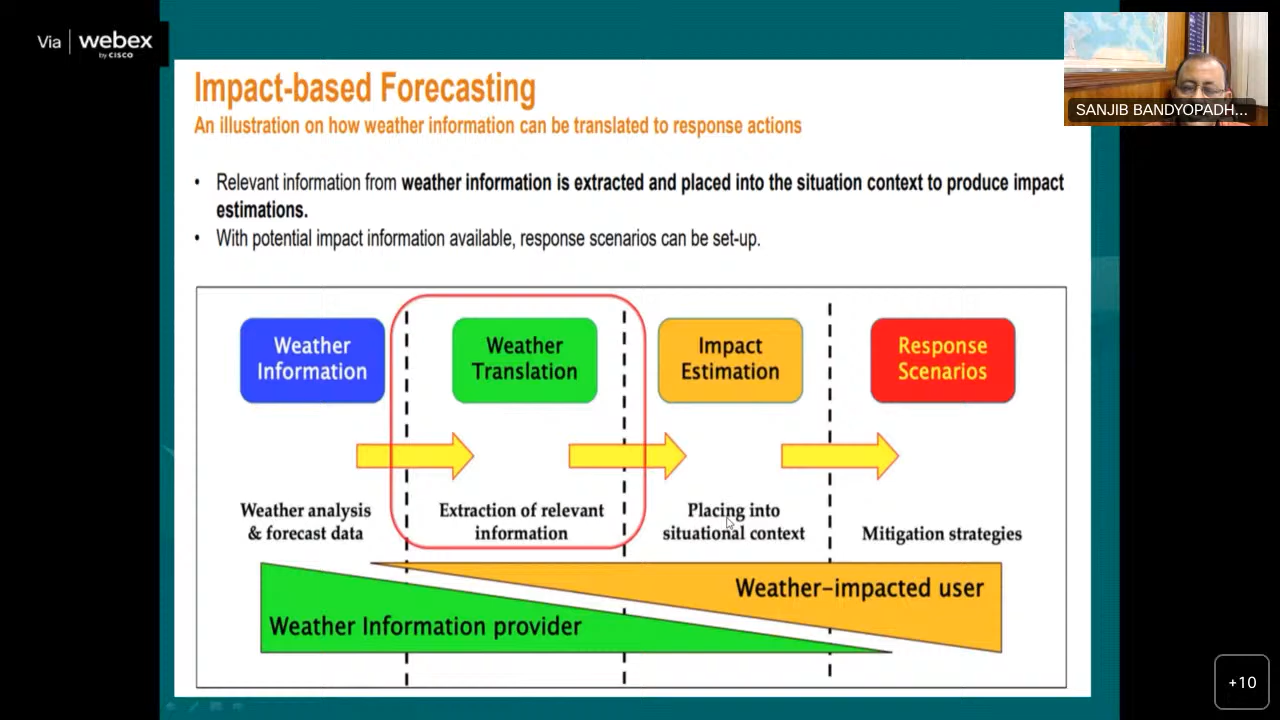 Via | webex
by CISCO
SANJIB BANDYOPADH...
Impact-based Forecasting
An illustration on how weather information can be translated to response actions
• Relevant information from weather information is extracted and placed into the situation context to produce impact
estimations.
• With potential impact information available, response scenarios can be set-up.
Weather
Information
Weather
Translation
Impact
Estimation
Response
Scenarios
Weather analysis
& forecast data
Extraction of relevant
information
Placing into
situational context
Mitigation strategies
Weather-impacted user
Weather Information provider
+10